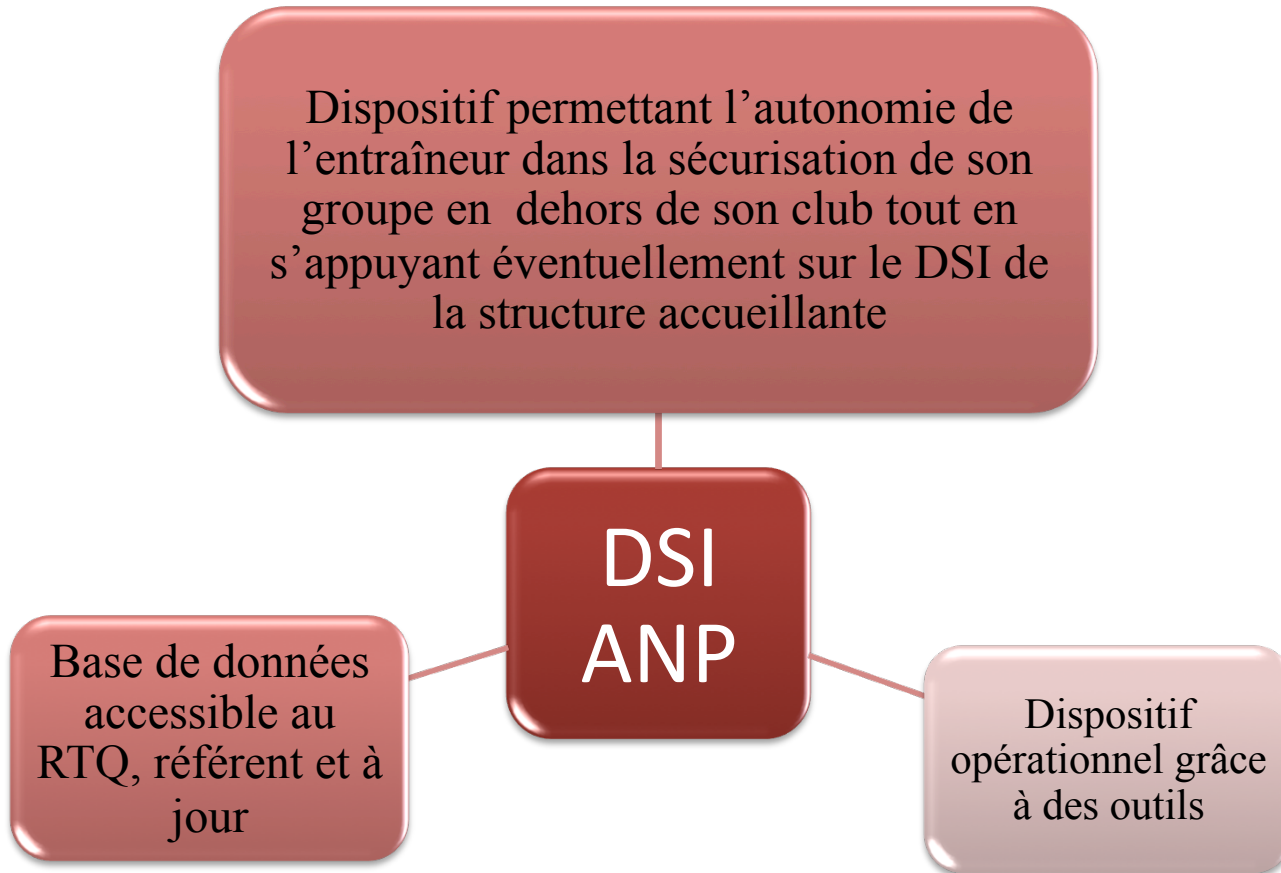 Dispositif permettant l’autonomie de
l’entraîneur dans la sécurisation de son
groupe en  dehors de son club tout en
s’appuyant éventuellement sur le DSI de
la structure accueillante
DSI
ANP
Base de données
accessible au
RTQ, référent et à
jour
Dispositif
opérationnel grâce
à des outils